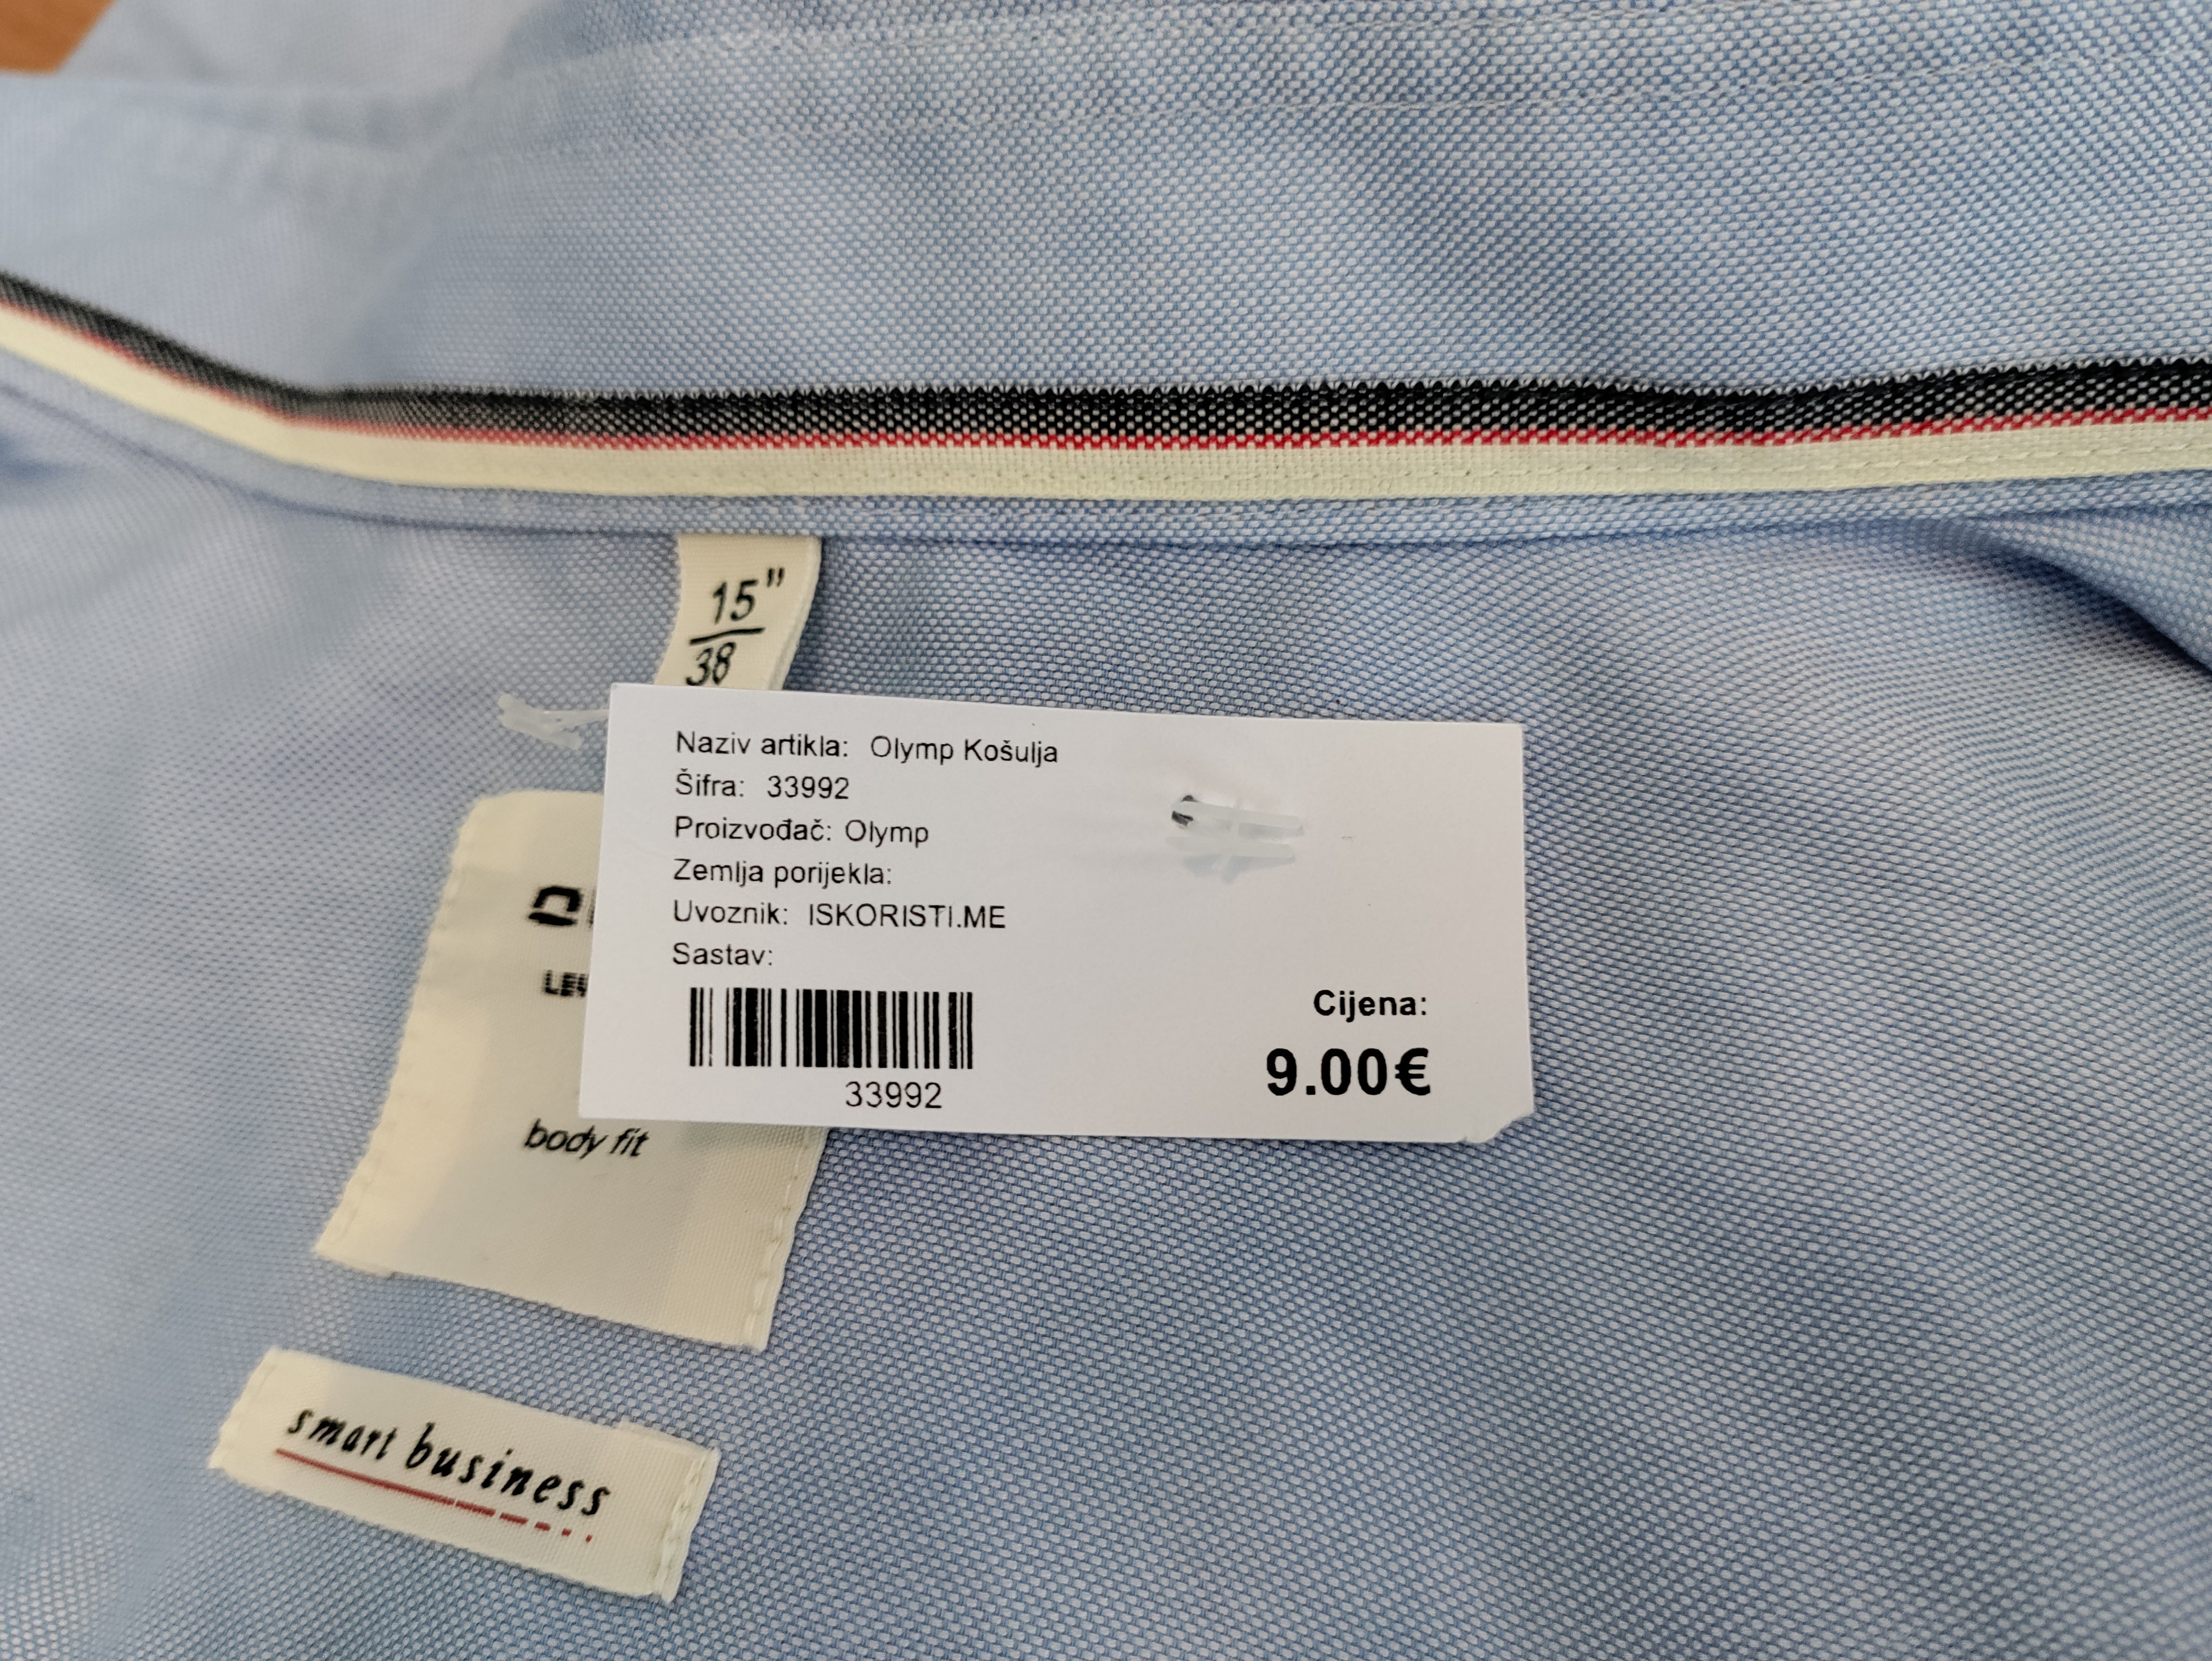 15"
38
Naziv artikla: Olymp Košulja
Šifra: 33992
Proizvođač: Olymp
Zemlja porijekla:
Uvoznik: ISKORISTI.ME
Sastav:
33992
Cijena:
9.00€
body fit
smart business